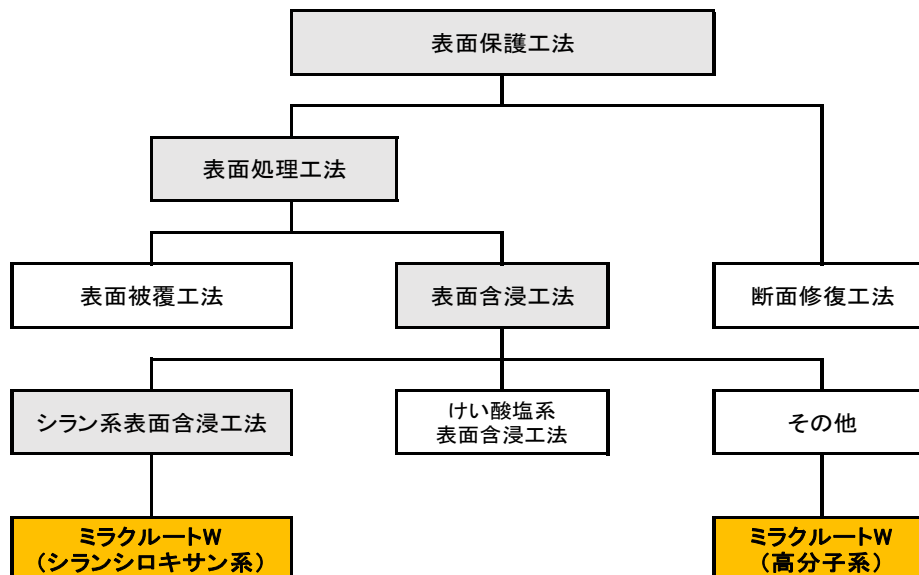 表面保護工法
表面処理工法
表面被覆工法
表面含浸工法
断面修復工法
シラン系表面含浸工法
けい酸塩系
表面含浸工法
その他
ミラクルートW
（シランシロキサン系）
ミラクルートW
（高分子系）